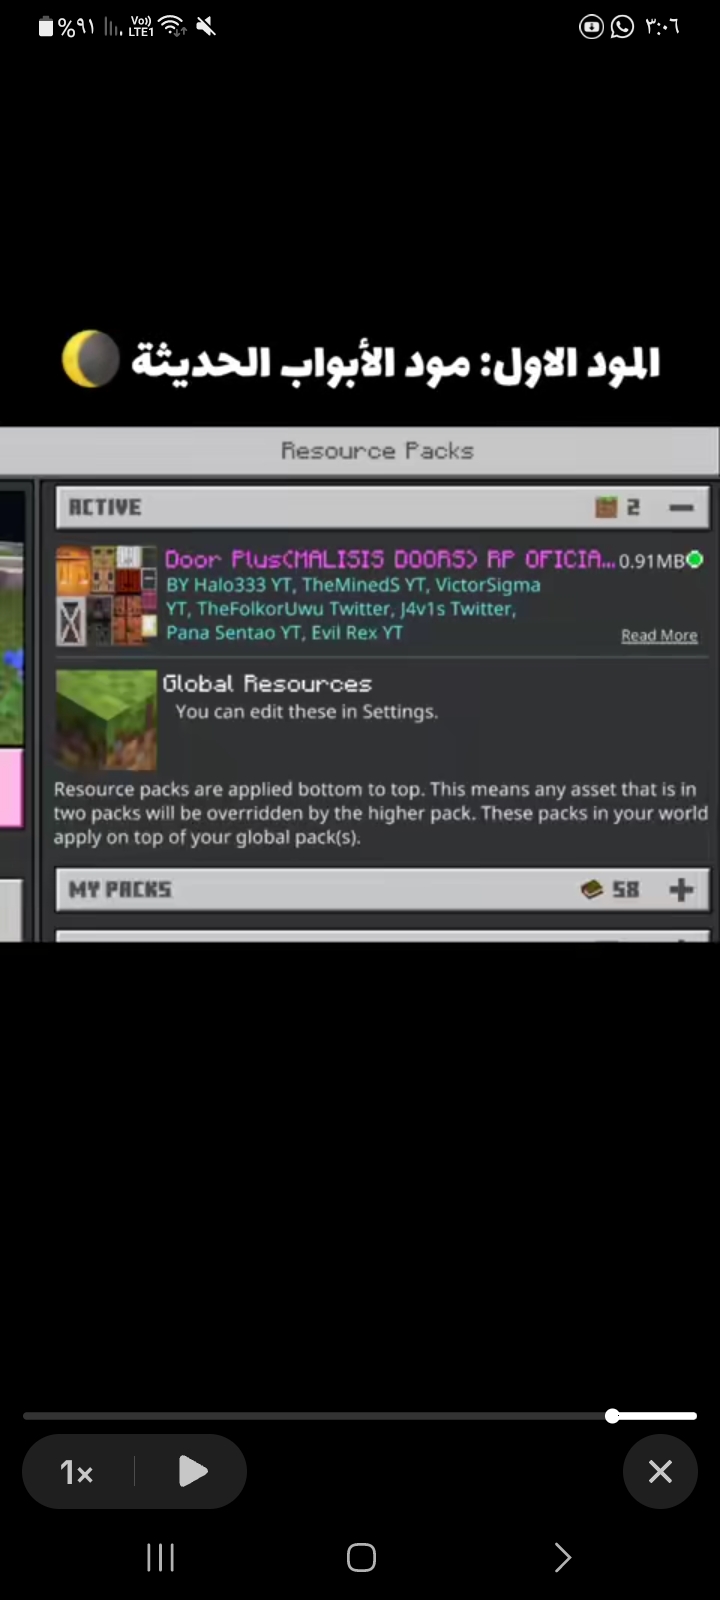 %٩١ Vo) LTE1 ٣:٠٦
المود الاول: مود الأبواب الحديثة
Resource Packs
ACTIVE 2
Door Plus(MALISIS DOORS) RP OFICIA... 0.91MB
BY Halo333 YT, TheMinedS YT, VictorSigma
YT, TheFolkorUwu Twitter, J4v1s Twitter,
Pana Sentao YT, Evil Rex YT
Read More
Global Resources
You can edit these in Settings.
Resource packs are applied bottom to top. This means any asset that is in
two packs will be overridden by the higher pack. These packs in your world
apply on top of your global pack(s).
MY PACKS 58
1x